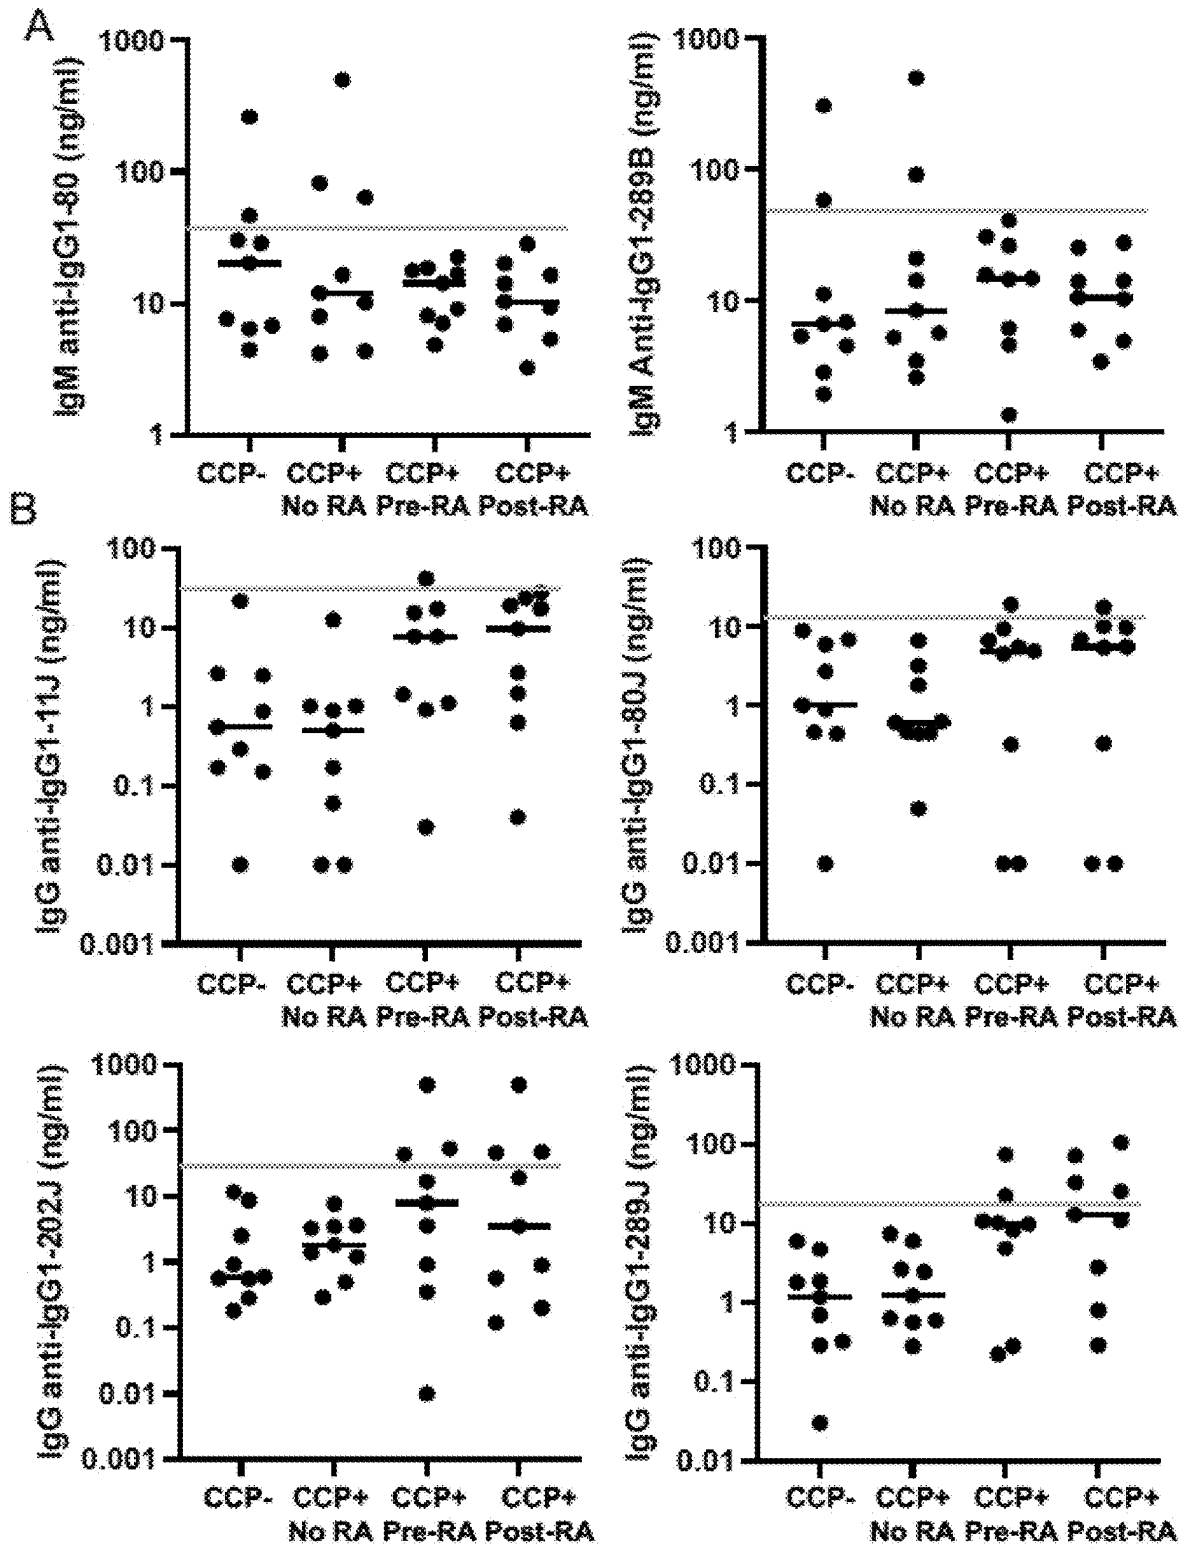 A
IgM anti-IgG1-80 (ng/ml)
1000
100
10
1
CCP- CCP+ CCP+ CCP+
No RA Pre-RA Post-RA
IgM Anti-IgG1-289B (ng/ml)
1000
100
10
1
CCP- CCP+ CCP+ CCP+
No RA Pre-RA Post-RA
B
IgG anti-IgG1-11J (ng/ml)
100
10
1
0.1
0.01
0.001
CCP- CCP+ CCP+ CCP+
No RA Pre-RA Post-RA
IgG anti-IgG1-80J (ng/ml)
100
10
1
0.1
0.01
0.001
CCP- CCP+ CCP+ CCP+
No RA Pre-RA Post-RA
IgG anti-IgG1-202J (ng/ml)
1000
100
10
1
0.1
0.01
0.001
CCP- CCP+ CCP+ CCP+
No RA Pre-RA Post-RA
IgG anti-IgG1-289J (ng/ml)
1000
100
10
1
0.1
0.01
CCP- CCP+ CCP+ CCP+
No RA Pre-RA Post-RA